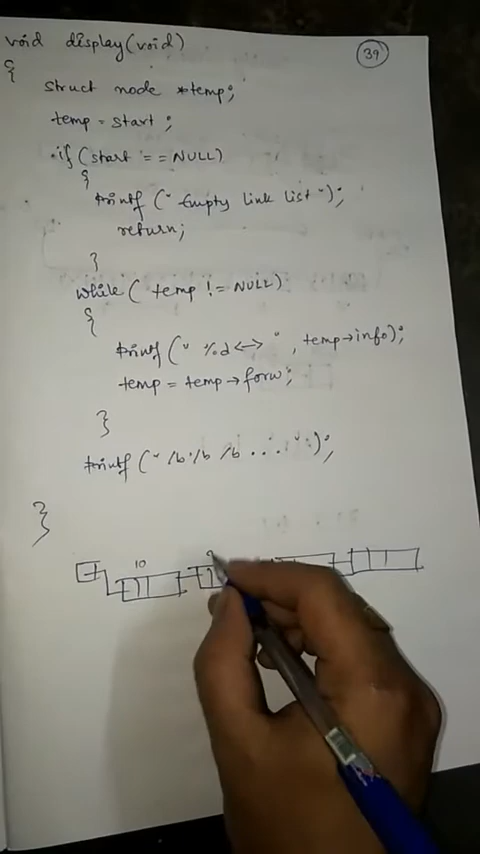 void display(void)
39
{
struct node *temp;
temp = start ;
if (start == NULL)
{
printf (" Empty link list ");
return;
}
while ( temp != NULL)
{
printf (" %d<-> " , temp→info);
temp = temp→forw;
}
printf (" /b /b /b ... ");
}
10